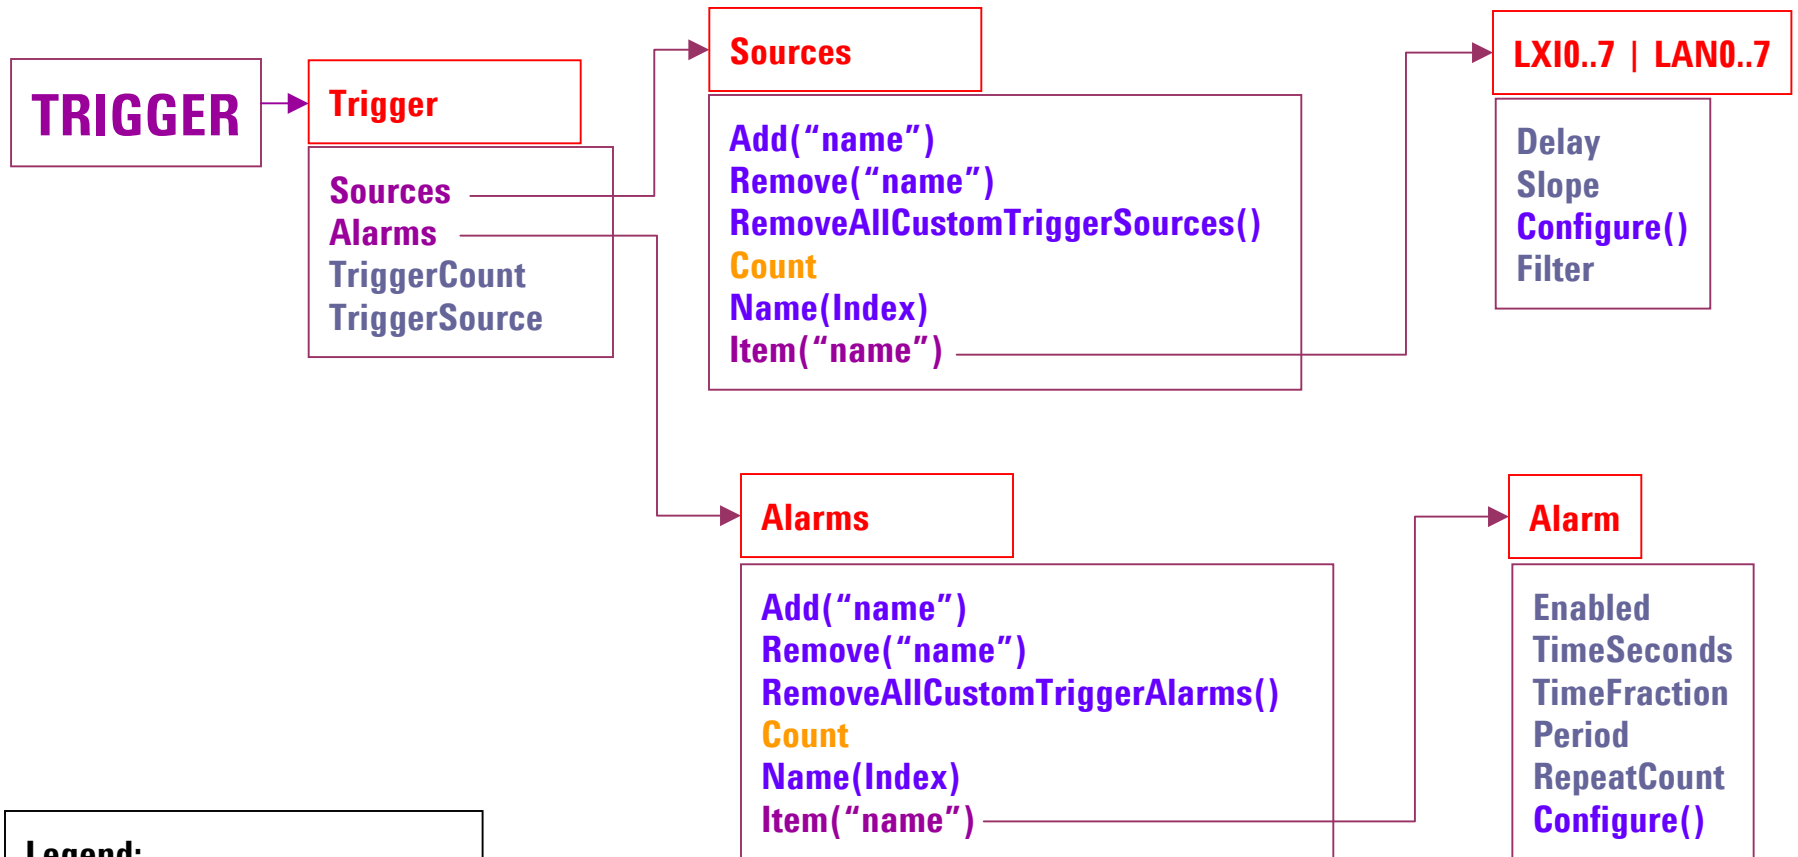 TRIGGER
Trigger
Sources
Alarms
TriggerCount
TriggerSource
Sources
Add(“name”)
Remove(“name”)
RemoveAllCustomTriggerSources()
Count
Name(Index)
Item(“name”)
LXI0..7 | LAN0..7
Delay
Slope
Configure()
Filter
Alarms
Add(“name”)
Remove(“name”)
RemoveAllCustomTriggerAlarms()
Count
Name(Index)
Item(“name”)
Alarm
Enabled
TimeSeconds
TimeFraction
Period
RepeatCount
Configure()
Legend: